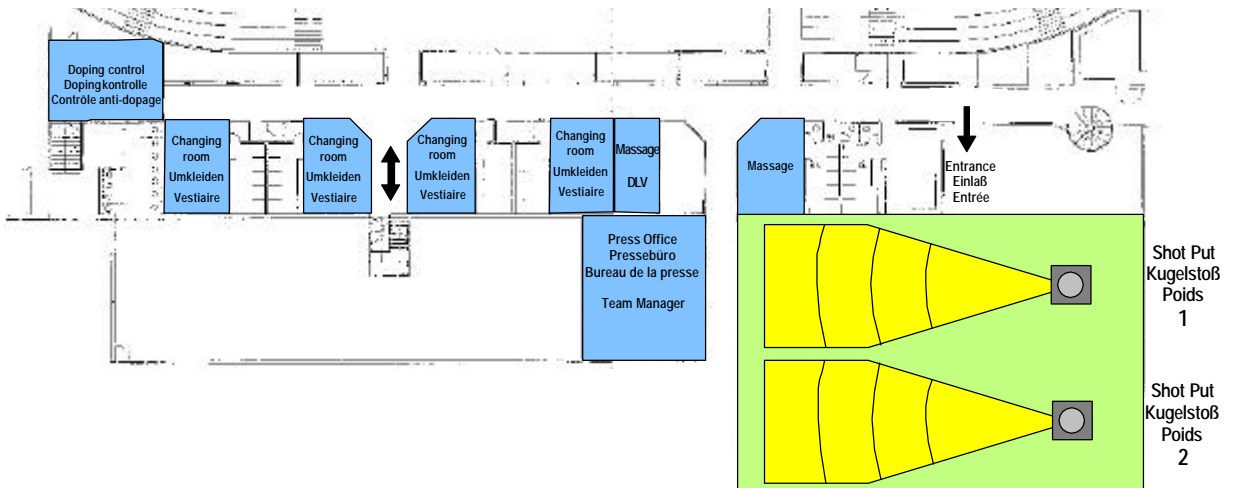 Doping control
Dopingkontrolle
Contrôle anti-dopage
Changing
room
Umkleiden
Vestiaire
Changing
room
Umkleiden
Vestiaire
Changing
room
Umkleiden
Vestiaire
Changing
room
Umkleiden
Vestiaire
Massage
DLV
Massage
Entrance
Einlaß
Entrée
Press Office
Pressebüro
Bureau de la presse
Team Manager
Shot Put
Kugelstoß
Poids
1
Shot Put
Kugelstoß
Poids
2